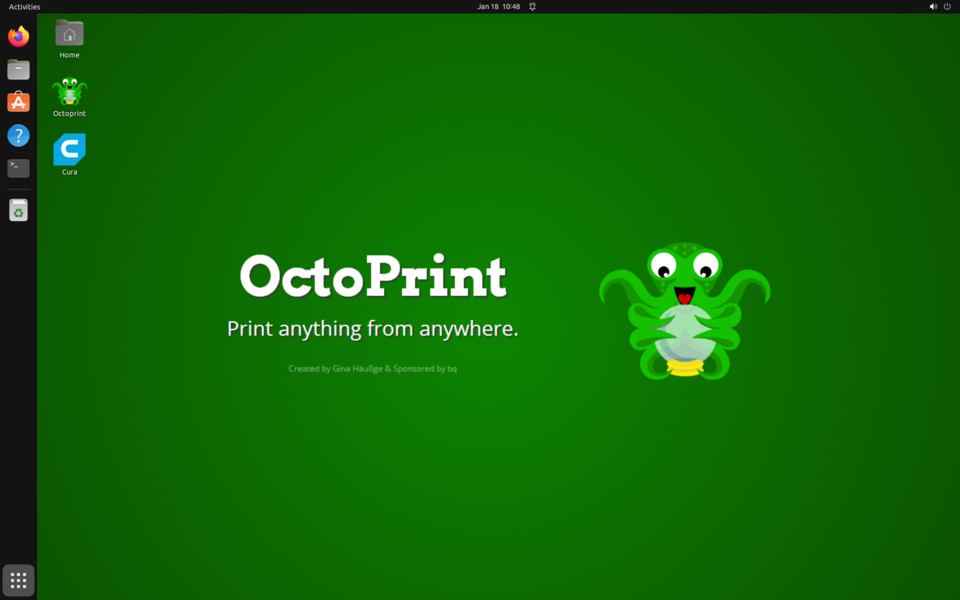 Activities
Jan 18 10:48
Home
Octoprint
Cura
OctoPrint
Print anything from anywhere.
Created by Gina Häußge & Sponsored by bq